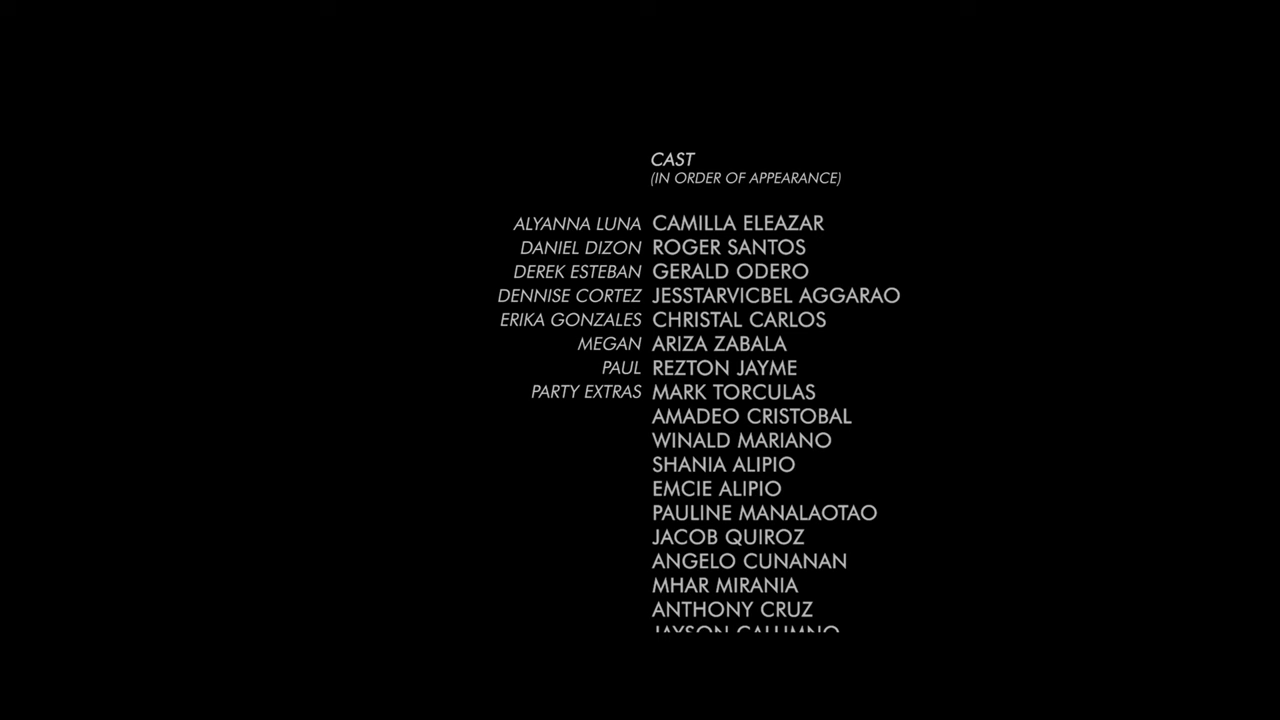 CAST
(IN ORDER OF APPEARANCE)
ALYANNA LUNA CAMILLA ELEAZAR
DANIEL DIZON ROGER SANTOS
DEREK ESTEBAN GERALD ODERO
DENNISE CORTEZ JESSTARVICBEL AGGARAO
ERIKA GONZALES CHRISTAL CARLOS
MEGAN ARIZA ZABALA
PAUL REZTON JAYME
PARTY EXTRAS MARK TORCULAS
AMADEO CRISTOBAL
WINALD MARIANO
SHANIA ALIPIO
EMCIE ALIPIO
PAULINE MANALAOTAO
JACOB QUIROZ
ANGELO CUNANAN
MHAR MIRANIA
ANTHONY CRUZ
JAYSON